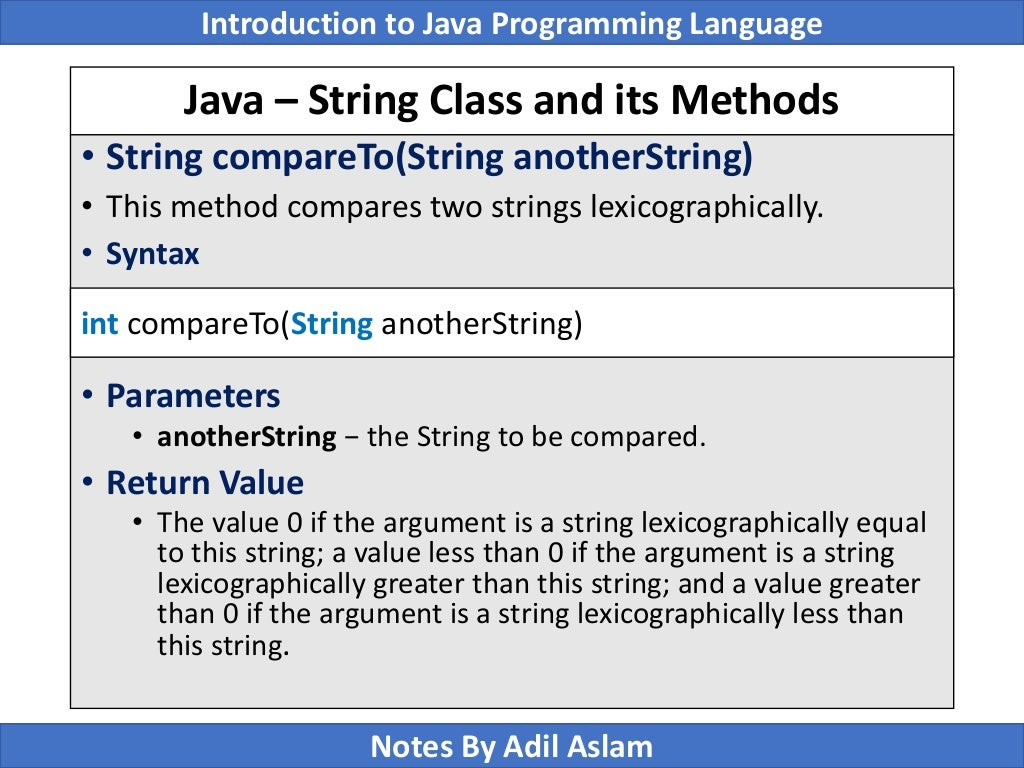 Introduction to Java Programming Language
Java – String Class and its Methods
• String compareTo(String anotherString)
• This method compares two strings lexicographically.
• Syntax
int compareTo(String anotherString)
• Parameters
• anotherString − the String to be compared.
• Return Value
• The value 0 if the argument is a string lexicographically equal
to this string; a value less than 0 if the argument is a string
lexicographically greater than this string; and a value greater
than 0 if the argument is a string lexicographically less than
this string.
Notes By Adil Aslam